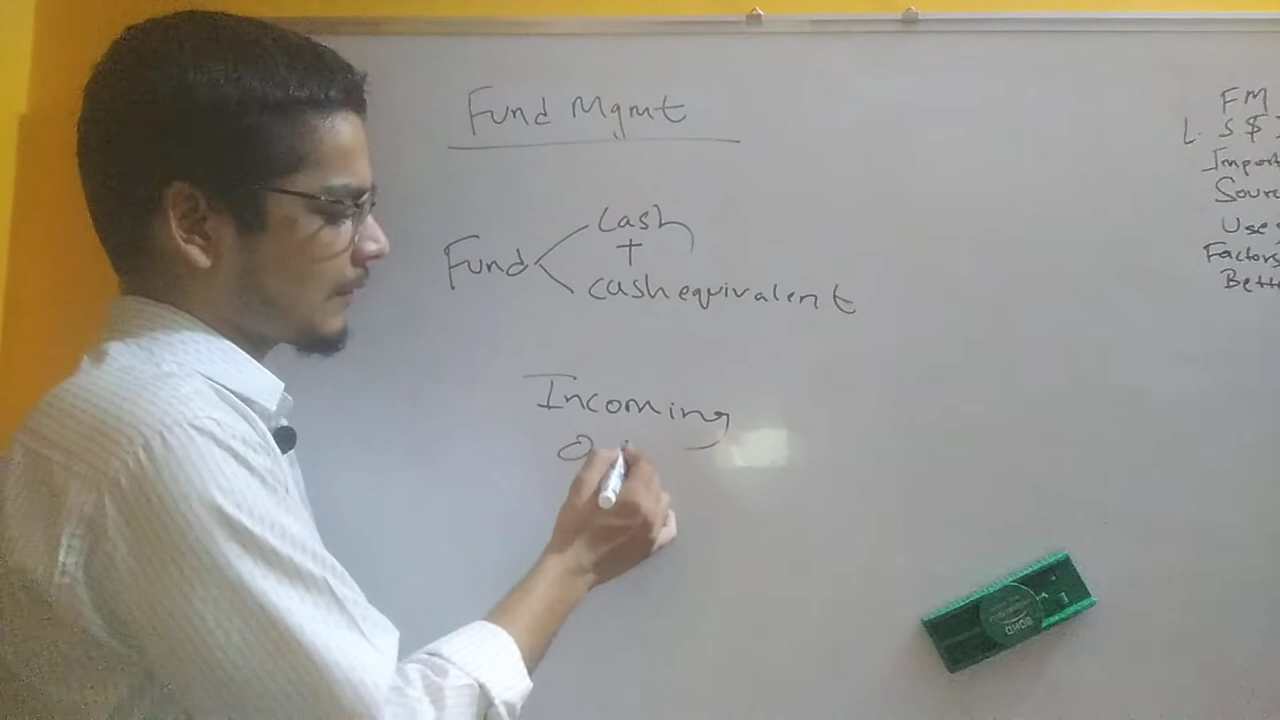 Fund Mgmt
Fund
cash
+
cash equivalent
Incoming
O
FM
L. S $
Import
Sour
Use
Factors
Bett